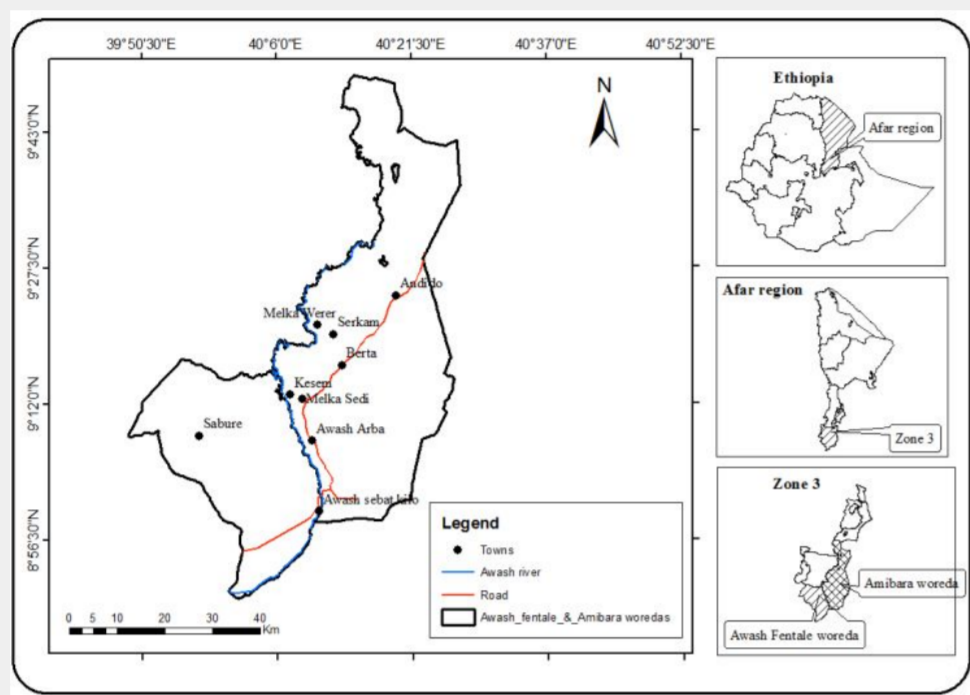 39°50'30"E 40°6'0"E 40°21'30"E 40°37'0"E 40°52'30"E
9°43'0"N
9°27'30"N
9°12'0"N
8°56'30"N
N
Andido
Melka Werer
Serkam
Berta
Kesem
Melka Sedi
Sabure
Awash Arba
Awash sebat kilo
0 5 10 20 30 40
Km
Legend
Towns
Awash river
Road
Awash_fentale_&_Amibara woredas
Ethiopia
Afar region
Afar region
Zone 3
Zone 3
Amibara woreda
Awash Fentale woreda